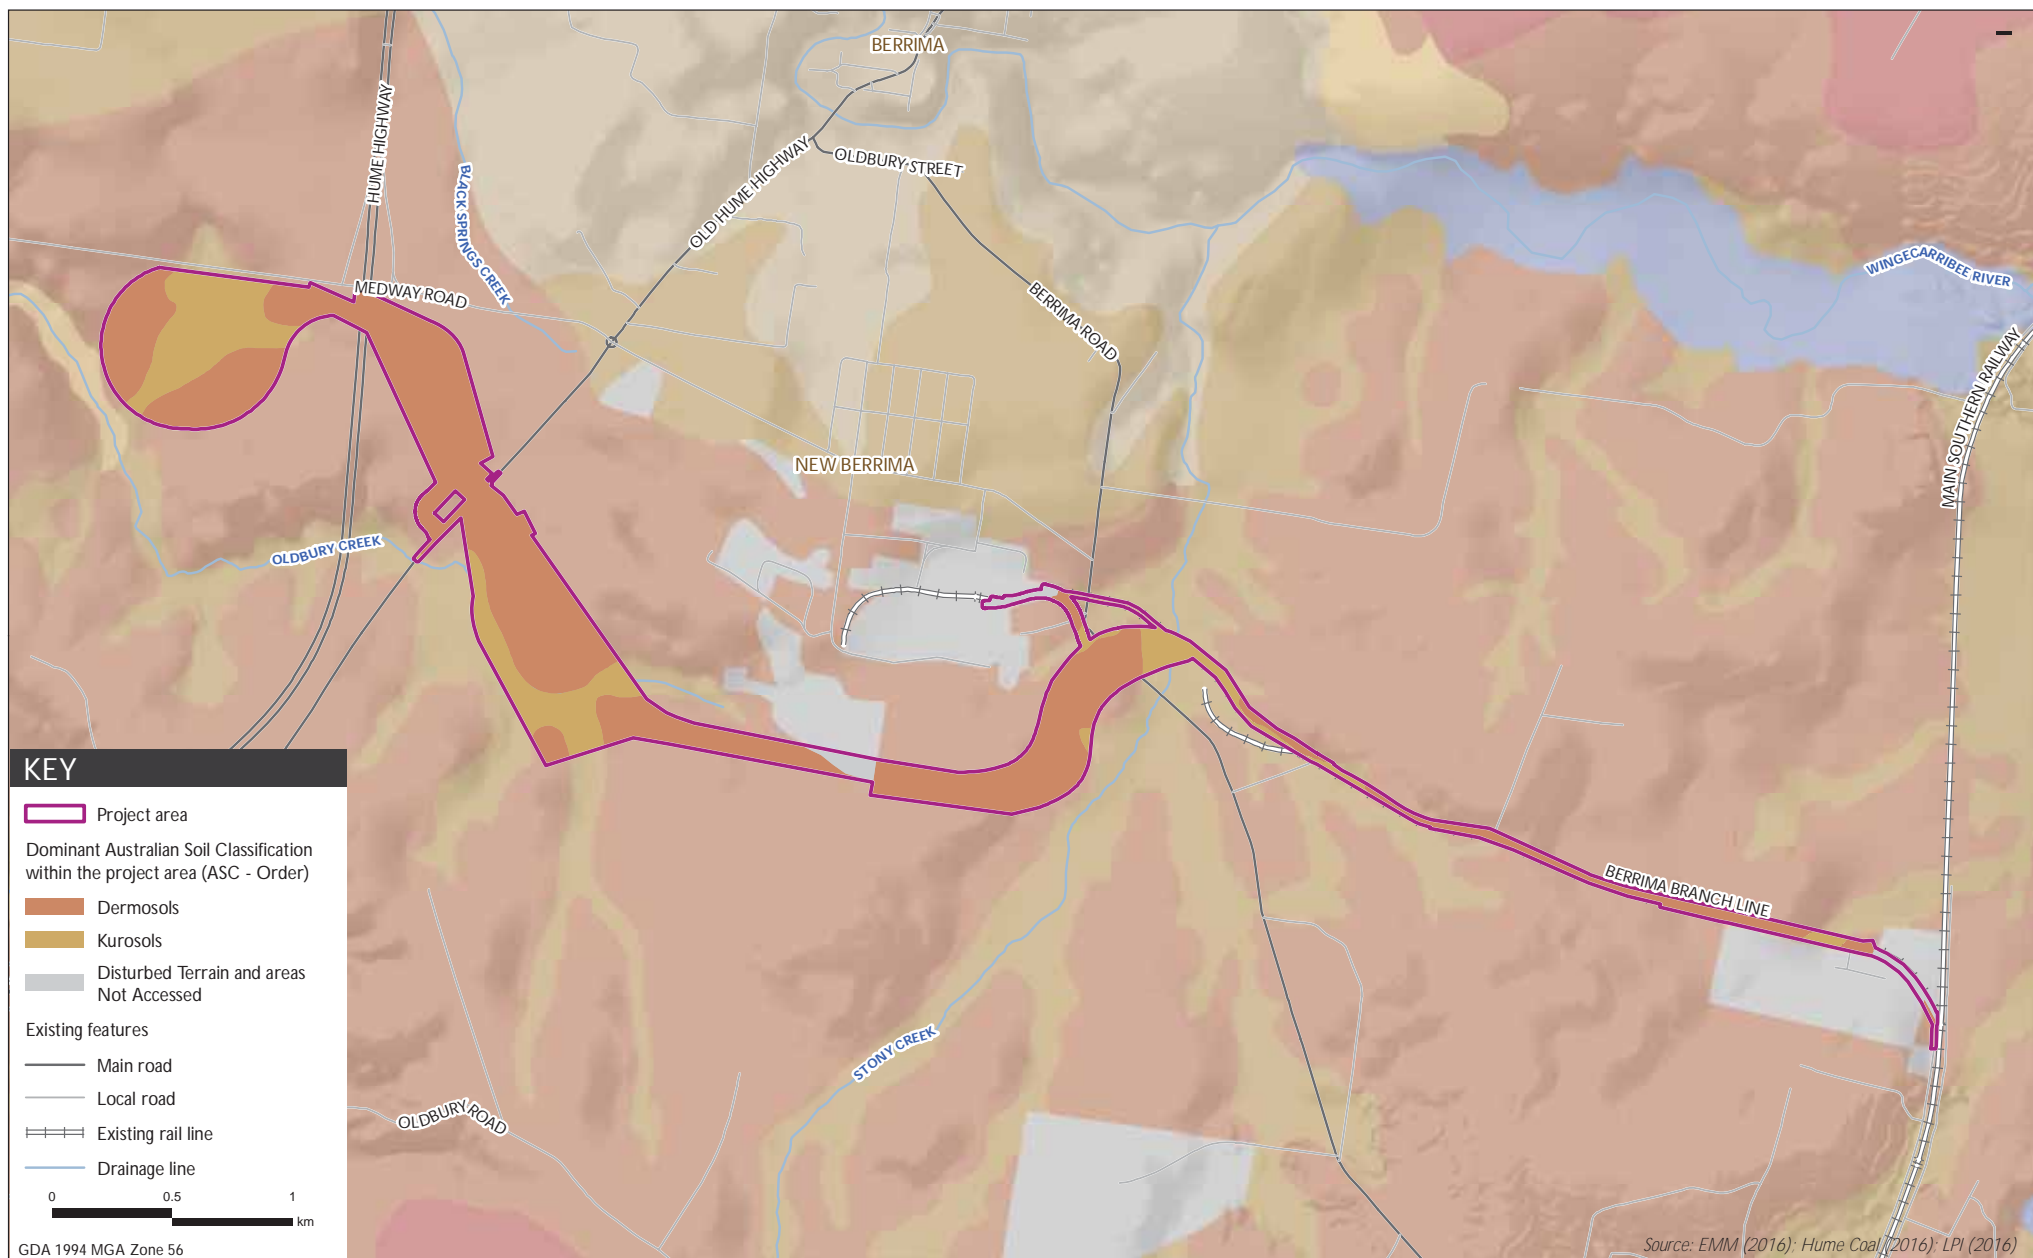 BERRIMA
HUME HIGHWAY
OLD HUME HIGHWAY
OLDBURY STREET
BLACK SPRINGS CREEK
WINGECARRIBEE RIVER
MEDWAY ROAD
BERRIMA ROAD
MAIN SOUTHERN RAILWAY
NEW BERRIMA
OLDBURY CREEK
BERRIMA BRANCH LINE
STONY CREEK
OLDBURY ROAD
KEY
Project area
Dominant Australian Soil Classification
within the project area (ASC - Order)
Dermosols
Kurosols
Disturbed Terrain and areas
Not Accessed
Existing features
Main road
Local road
Existing rail line
Drainage line
0 0.5 1
km
GDA 1994 MGA Zone 56
Source: EMM (2016); Hume Coal (2016); LPI (2016)